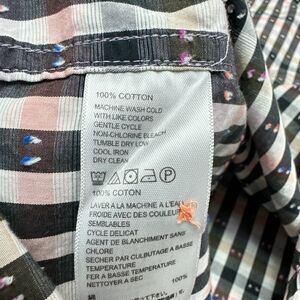 100% COTTON
MACHINE WASH COLD
WITH LIKE COLORS
GENTLE CYCLE
NON-CHLORINE BLEACH
TUMBLE DRY LOW
COOL IRON
DRY CLEAN
100% COTTON
LAVER A LA MACHINE A L'EAU
FROIDE AVEC DES COULEUR
SEMBLABLES
CYCLE DELICAT
AGENT DE BLANCHIMENT SANS
CHLORE
SECHER PAR CULBUTAGE A BASSE
TEMPERATURE
FER A BASSE TEMPERATURE
NETTOYER A SEC
100%